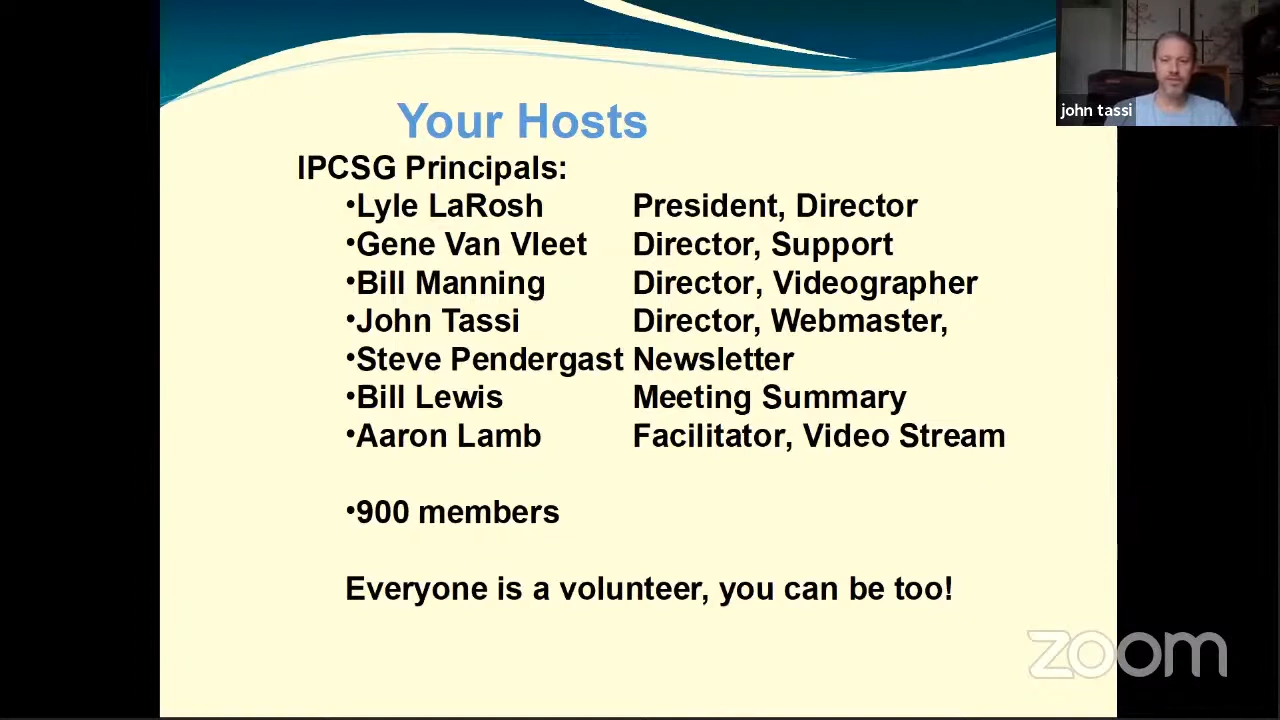 Your Hosts
john tassi
IPCSG Principals:
•Lyle LaRosh President, Director
•Gene Van Vleet Director, Support
•Bill Manning Director, Videographer
•John Tassi Director, Webmaster,
•Steve Pendergast Newsletter
•Bill Lewis Meeting Summary
•Aaron Lamb Facilitator, Video Stream
•900 members
Everyone is a volunteer, you can be too!
zoom